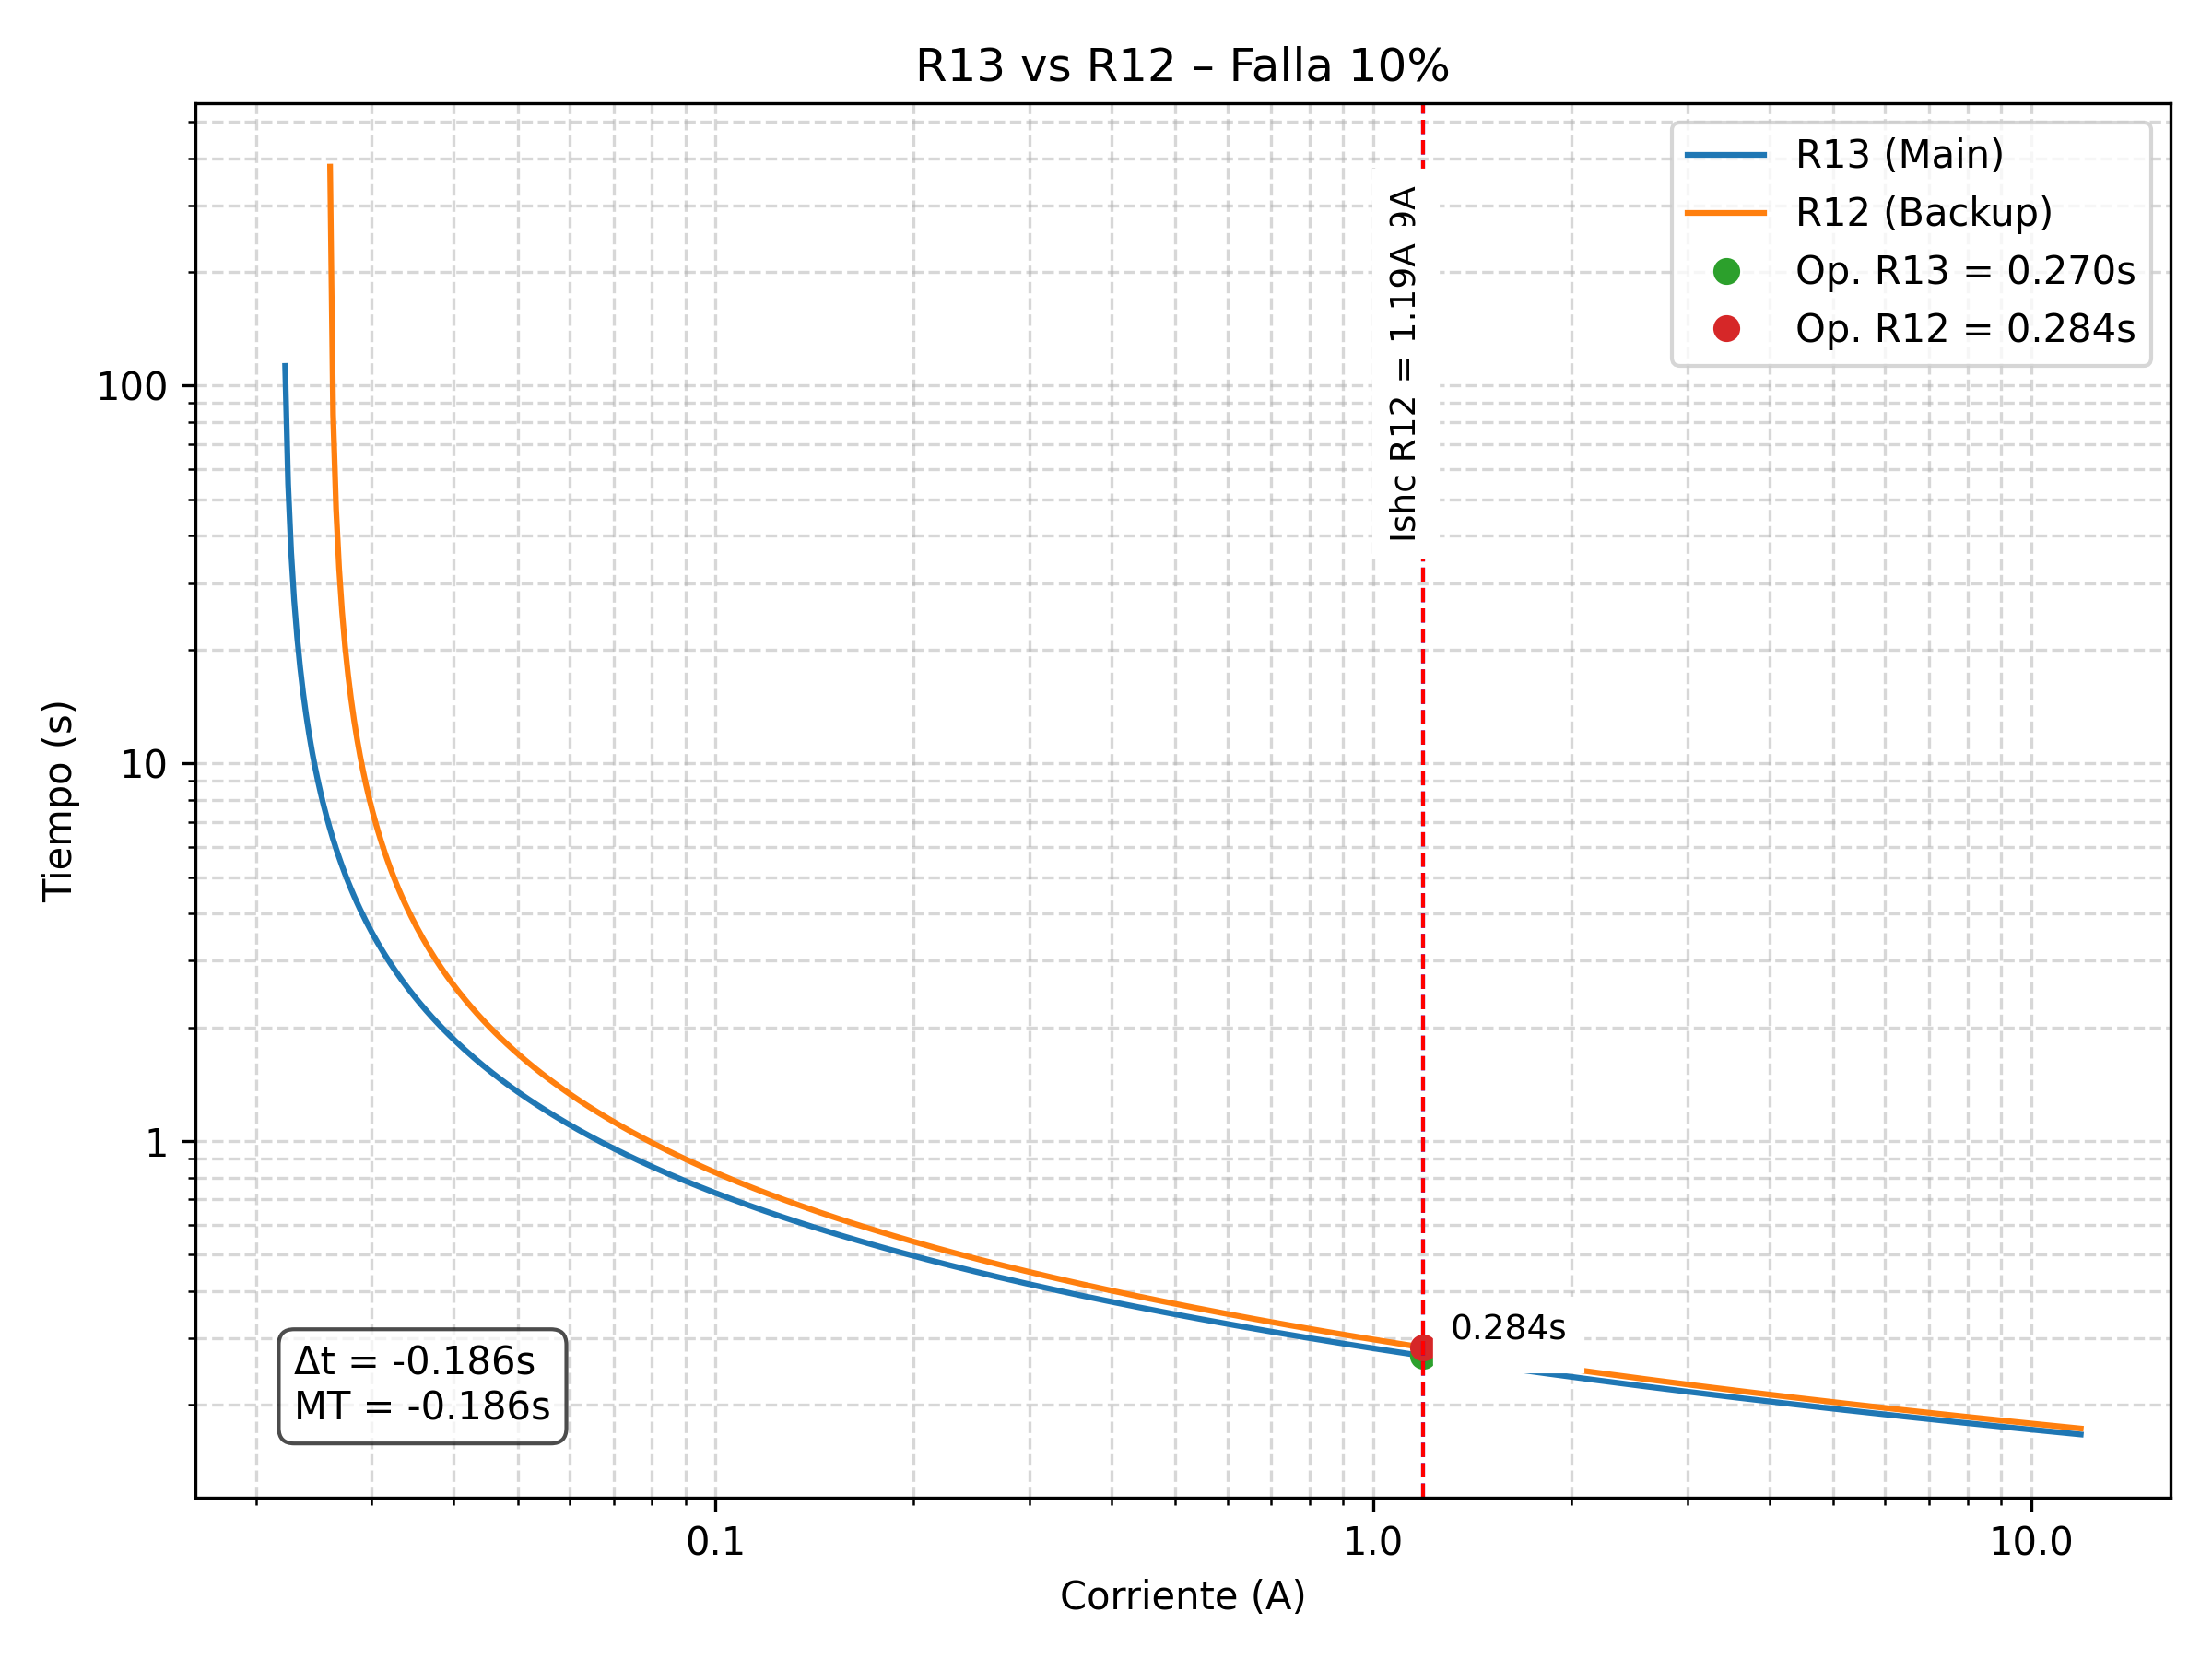 R13 vs R12 – Falla 10%
R13 (Main)
R12 (Backup)
Op. R13 = 0.270s
Op. R12 = 0.284s
Ishc R12 = 1.19A
9A
100
10
1
Tiempo (s)
0.284s
Δt = -0.186s
MT = -0.186s
0.1
1.0
10.0
Corriente (A)